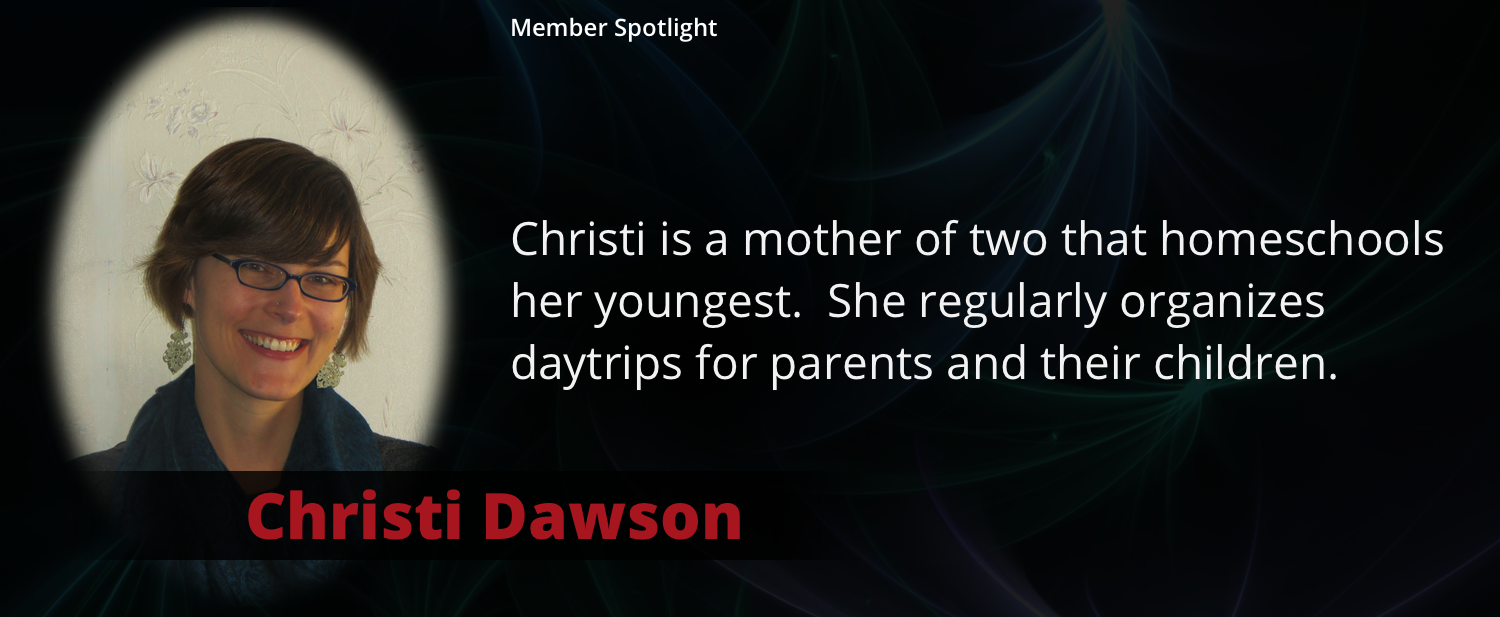 Member Spotlight
Christi is a mother of two that homeschools
her youngest.  She regularly organizes
daytrips for parents and their children.
Christi Dawson